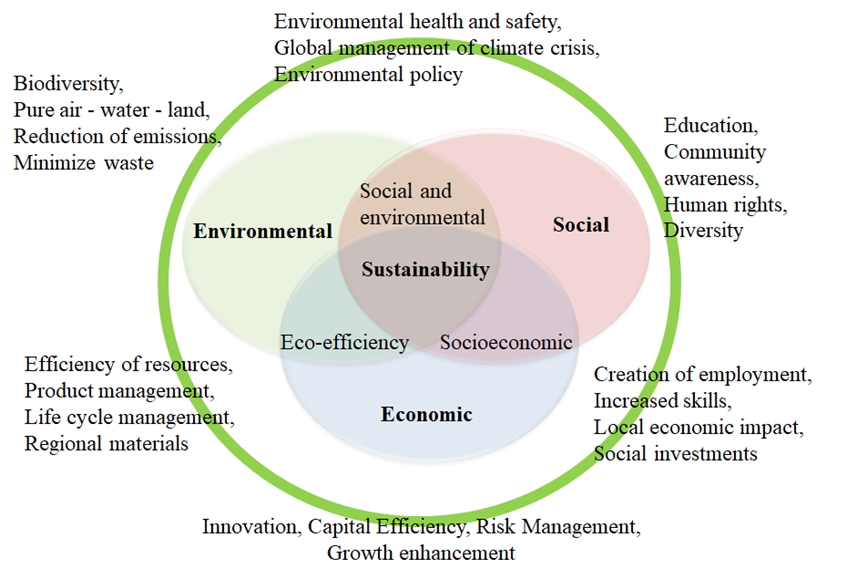 Environmental health and safety,
Global management of climate crisis,
Environmental policy
Biodiversity,
Pure air - water - land,
Reduction of emissions,
Minimize waste
Education,
Community
awareness,
Human rights,
Diversity
Social and
environmental
Environmental
Social
Sustainability
Eco-efficiency
Socioeconomic
Economic
Efficiency of resources,
Product management,
Life cycle management,
Regional materials
Creation of employment,
Increased skills,
Local economic impact,
Social investments
Innovation, Capital Efficiency, Risk Management,
Growth enhancement